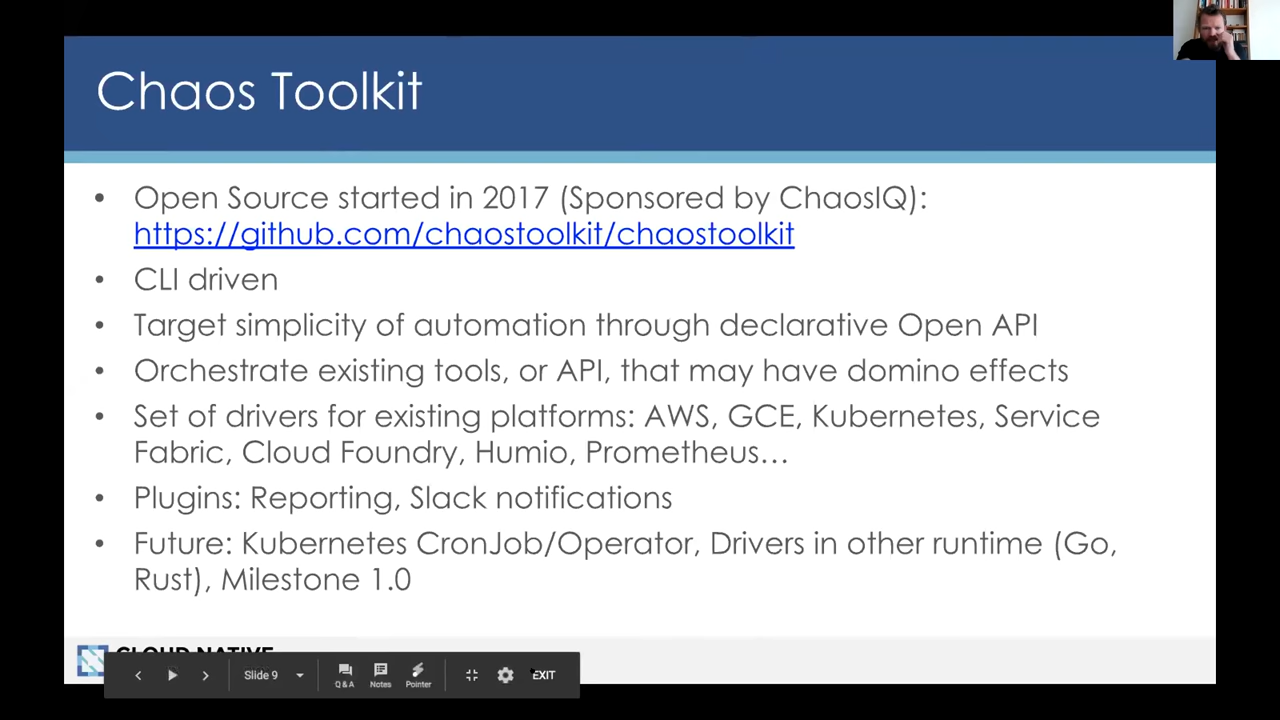 Chaos Toolkit
• Open Source started in 2017 (Sponsored by ChaosIQ):
https://github.com/chaostoolkit/chaostoolkit
• CLI driven
• Target simplicity of automation through declarative Open API
• Orchestrate existing tools, or API, that may have domino effects
• Set of drivers for existing platforms: AWS, GCE, Kubernetes, Service
Fabric, Cloud Foundry, Humio, Prometheus…
• Plugins: Reporting, Slack notifications
• Future: Kubernetes CronJob/Operator, Drivers in other runtime (Go,
Rust), Milestone 1.0
CLOUD NATIVE
Slide 9
Q & A
Notes
Pointer
EXIT